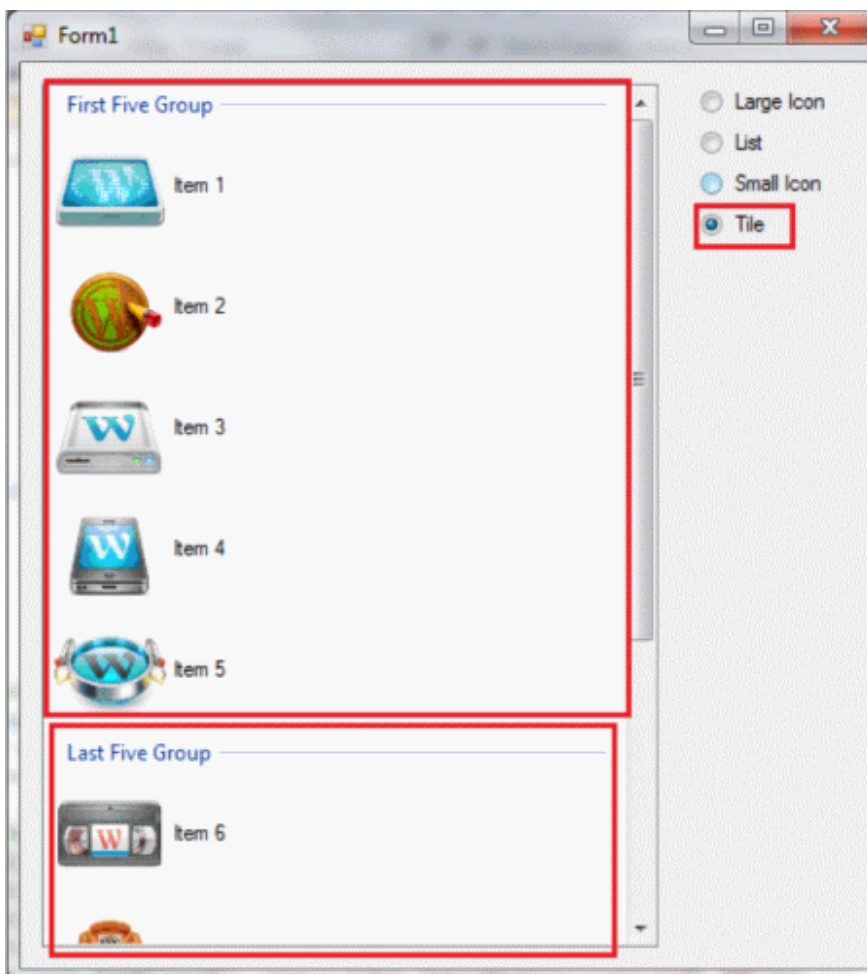 Form1
First Five Group
Item 1
Item 2
Item 3
Item 4
Item 5
Last Five Group
Item 6
Large Icon
List
Small Icon
Tile